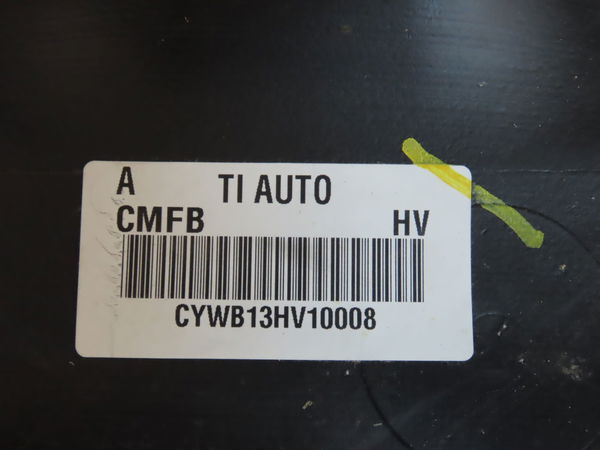 A TI AUTO
CMFB HV
CYWB13HV10008